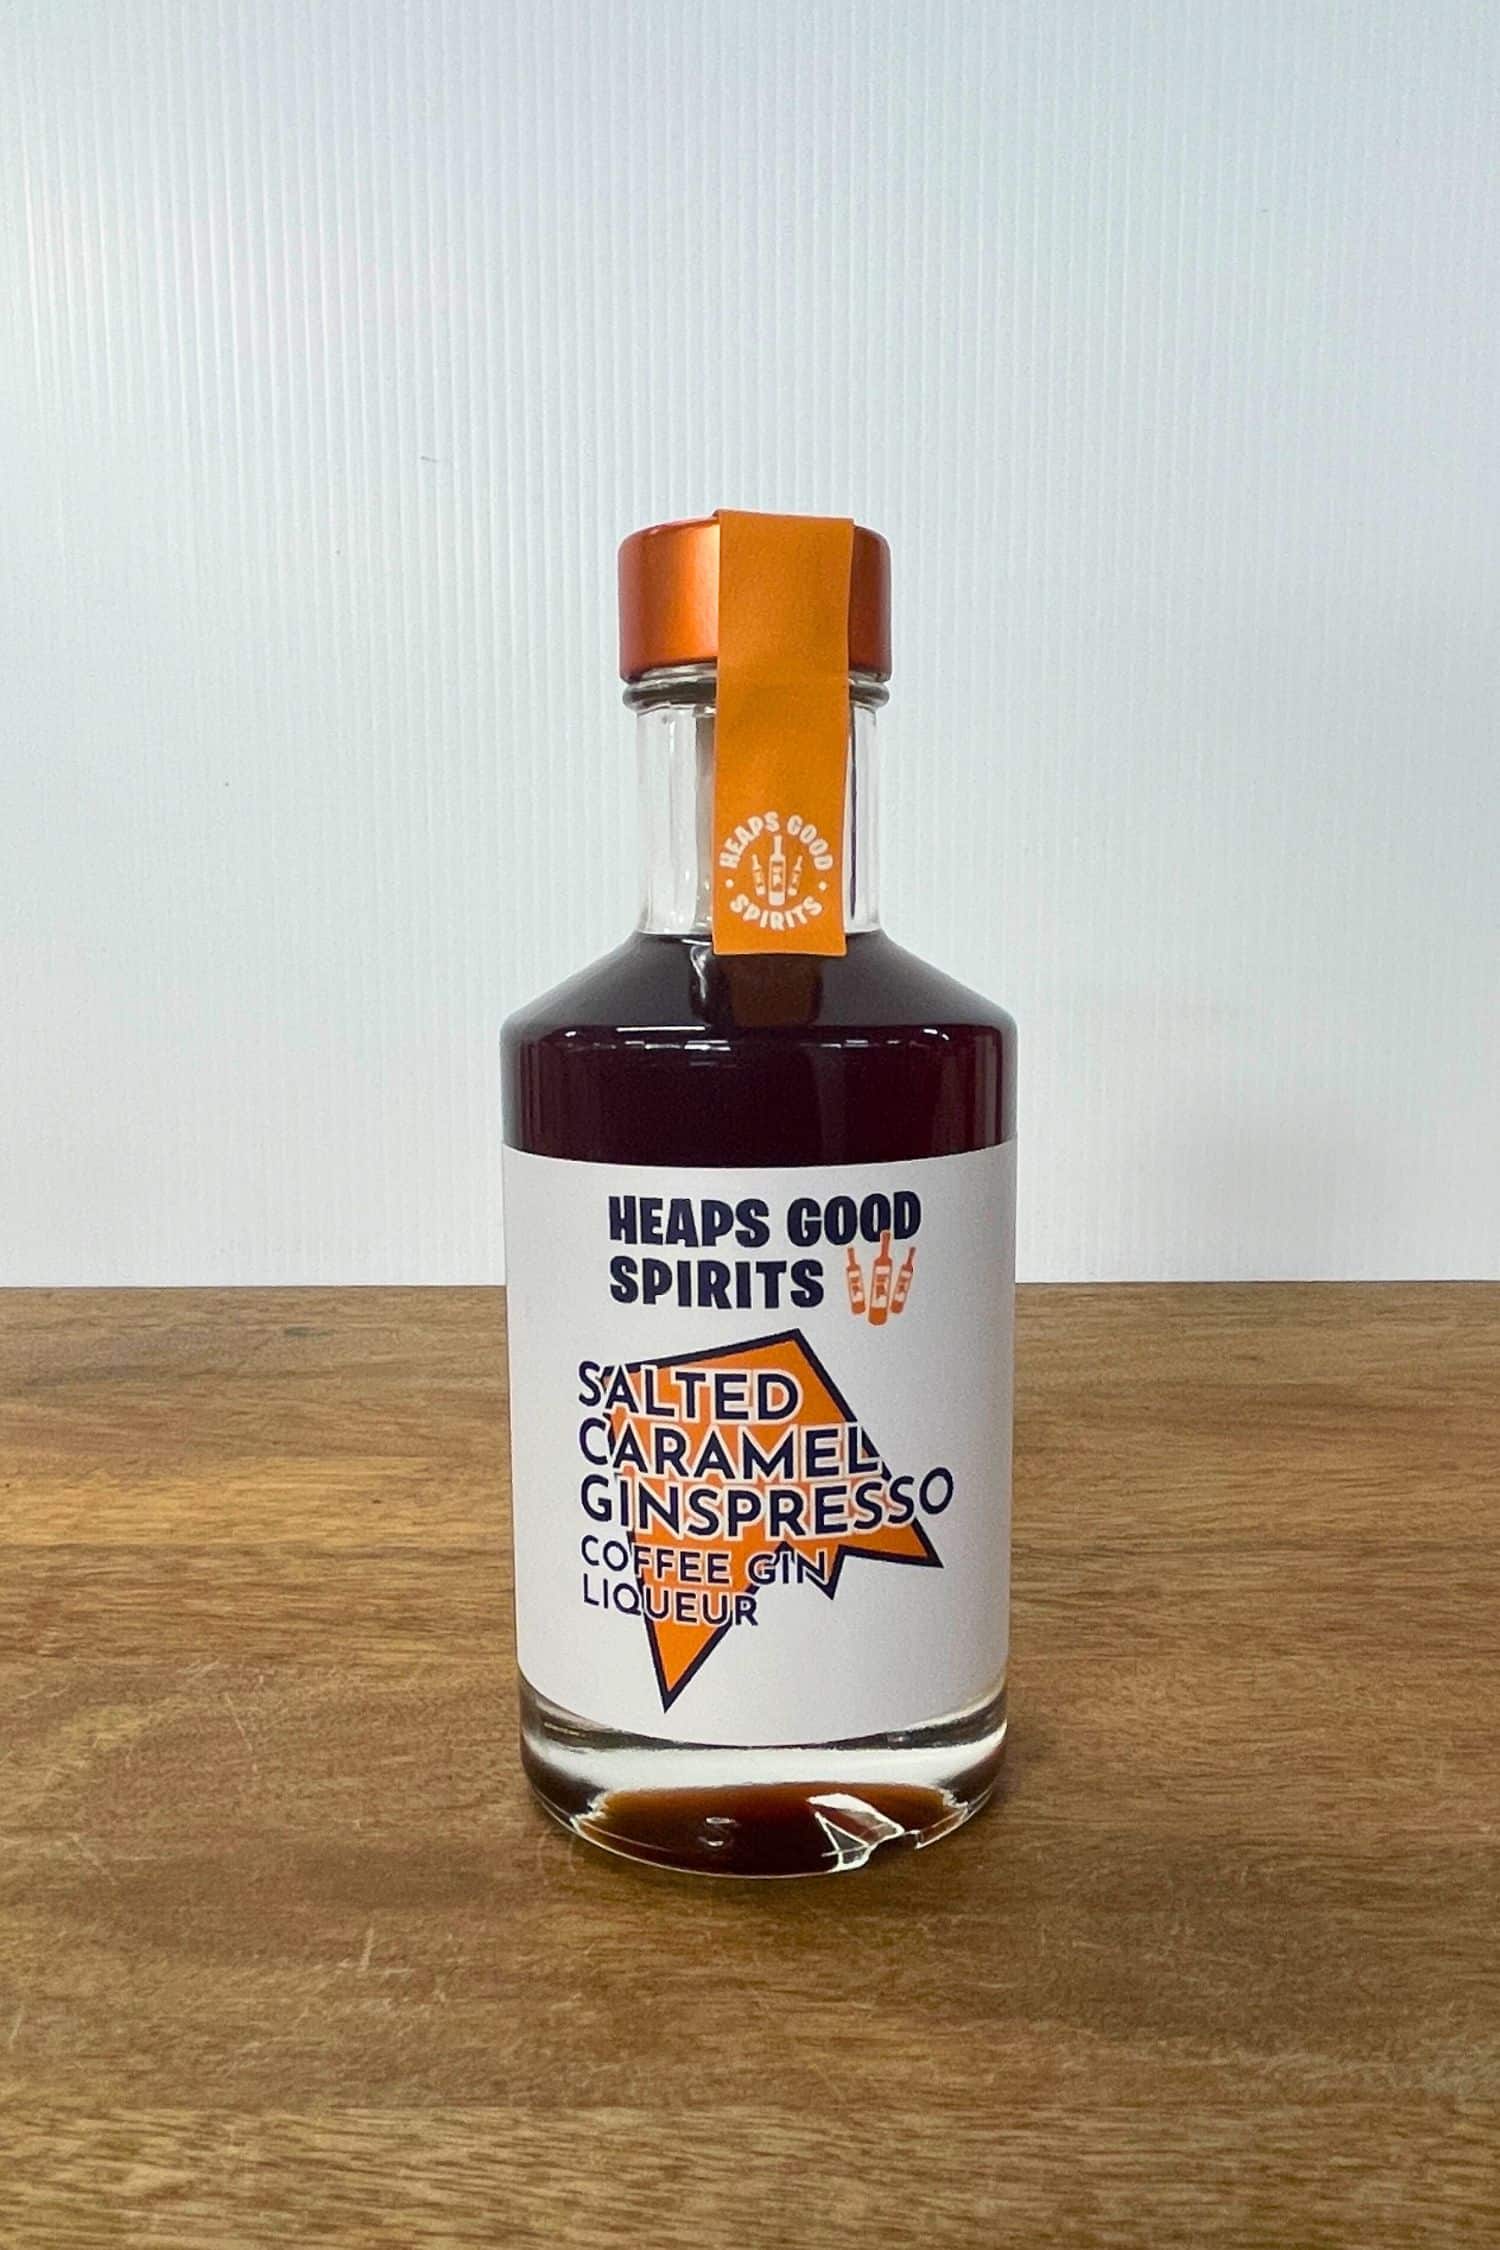 HEAPS GOOD
SPIRITS
HEAPS GOOD
SPIRITS
SALTED
CARAMEL
GINSPRESSO
COFFEE GIN
LIQUEUR